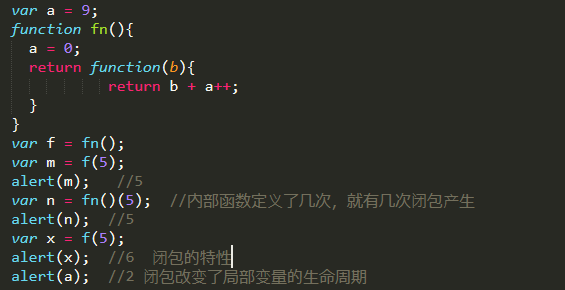 var a = 9;
function fn(){
a = 0;
return function(b){
return b + a++;
}
}
var f = fn();
var m = f(5);
alert(m); //5
var n = fn()(5); //内部函数定义了几次，就有几次闭包产生
alert(n); //5
var x = f(5);
alert(x); //6 闭包的特性
alert(a); //2 闭包改变了局部变量的生命周期